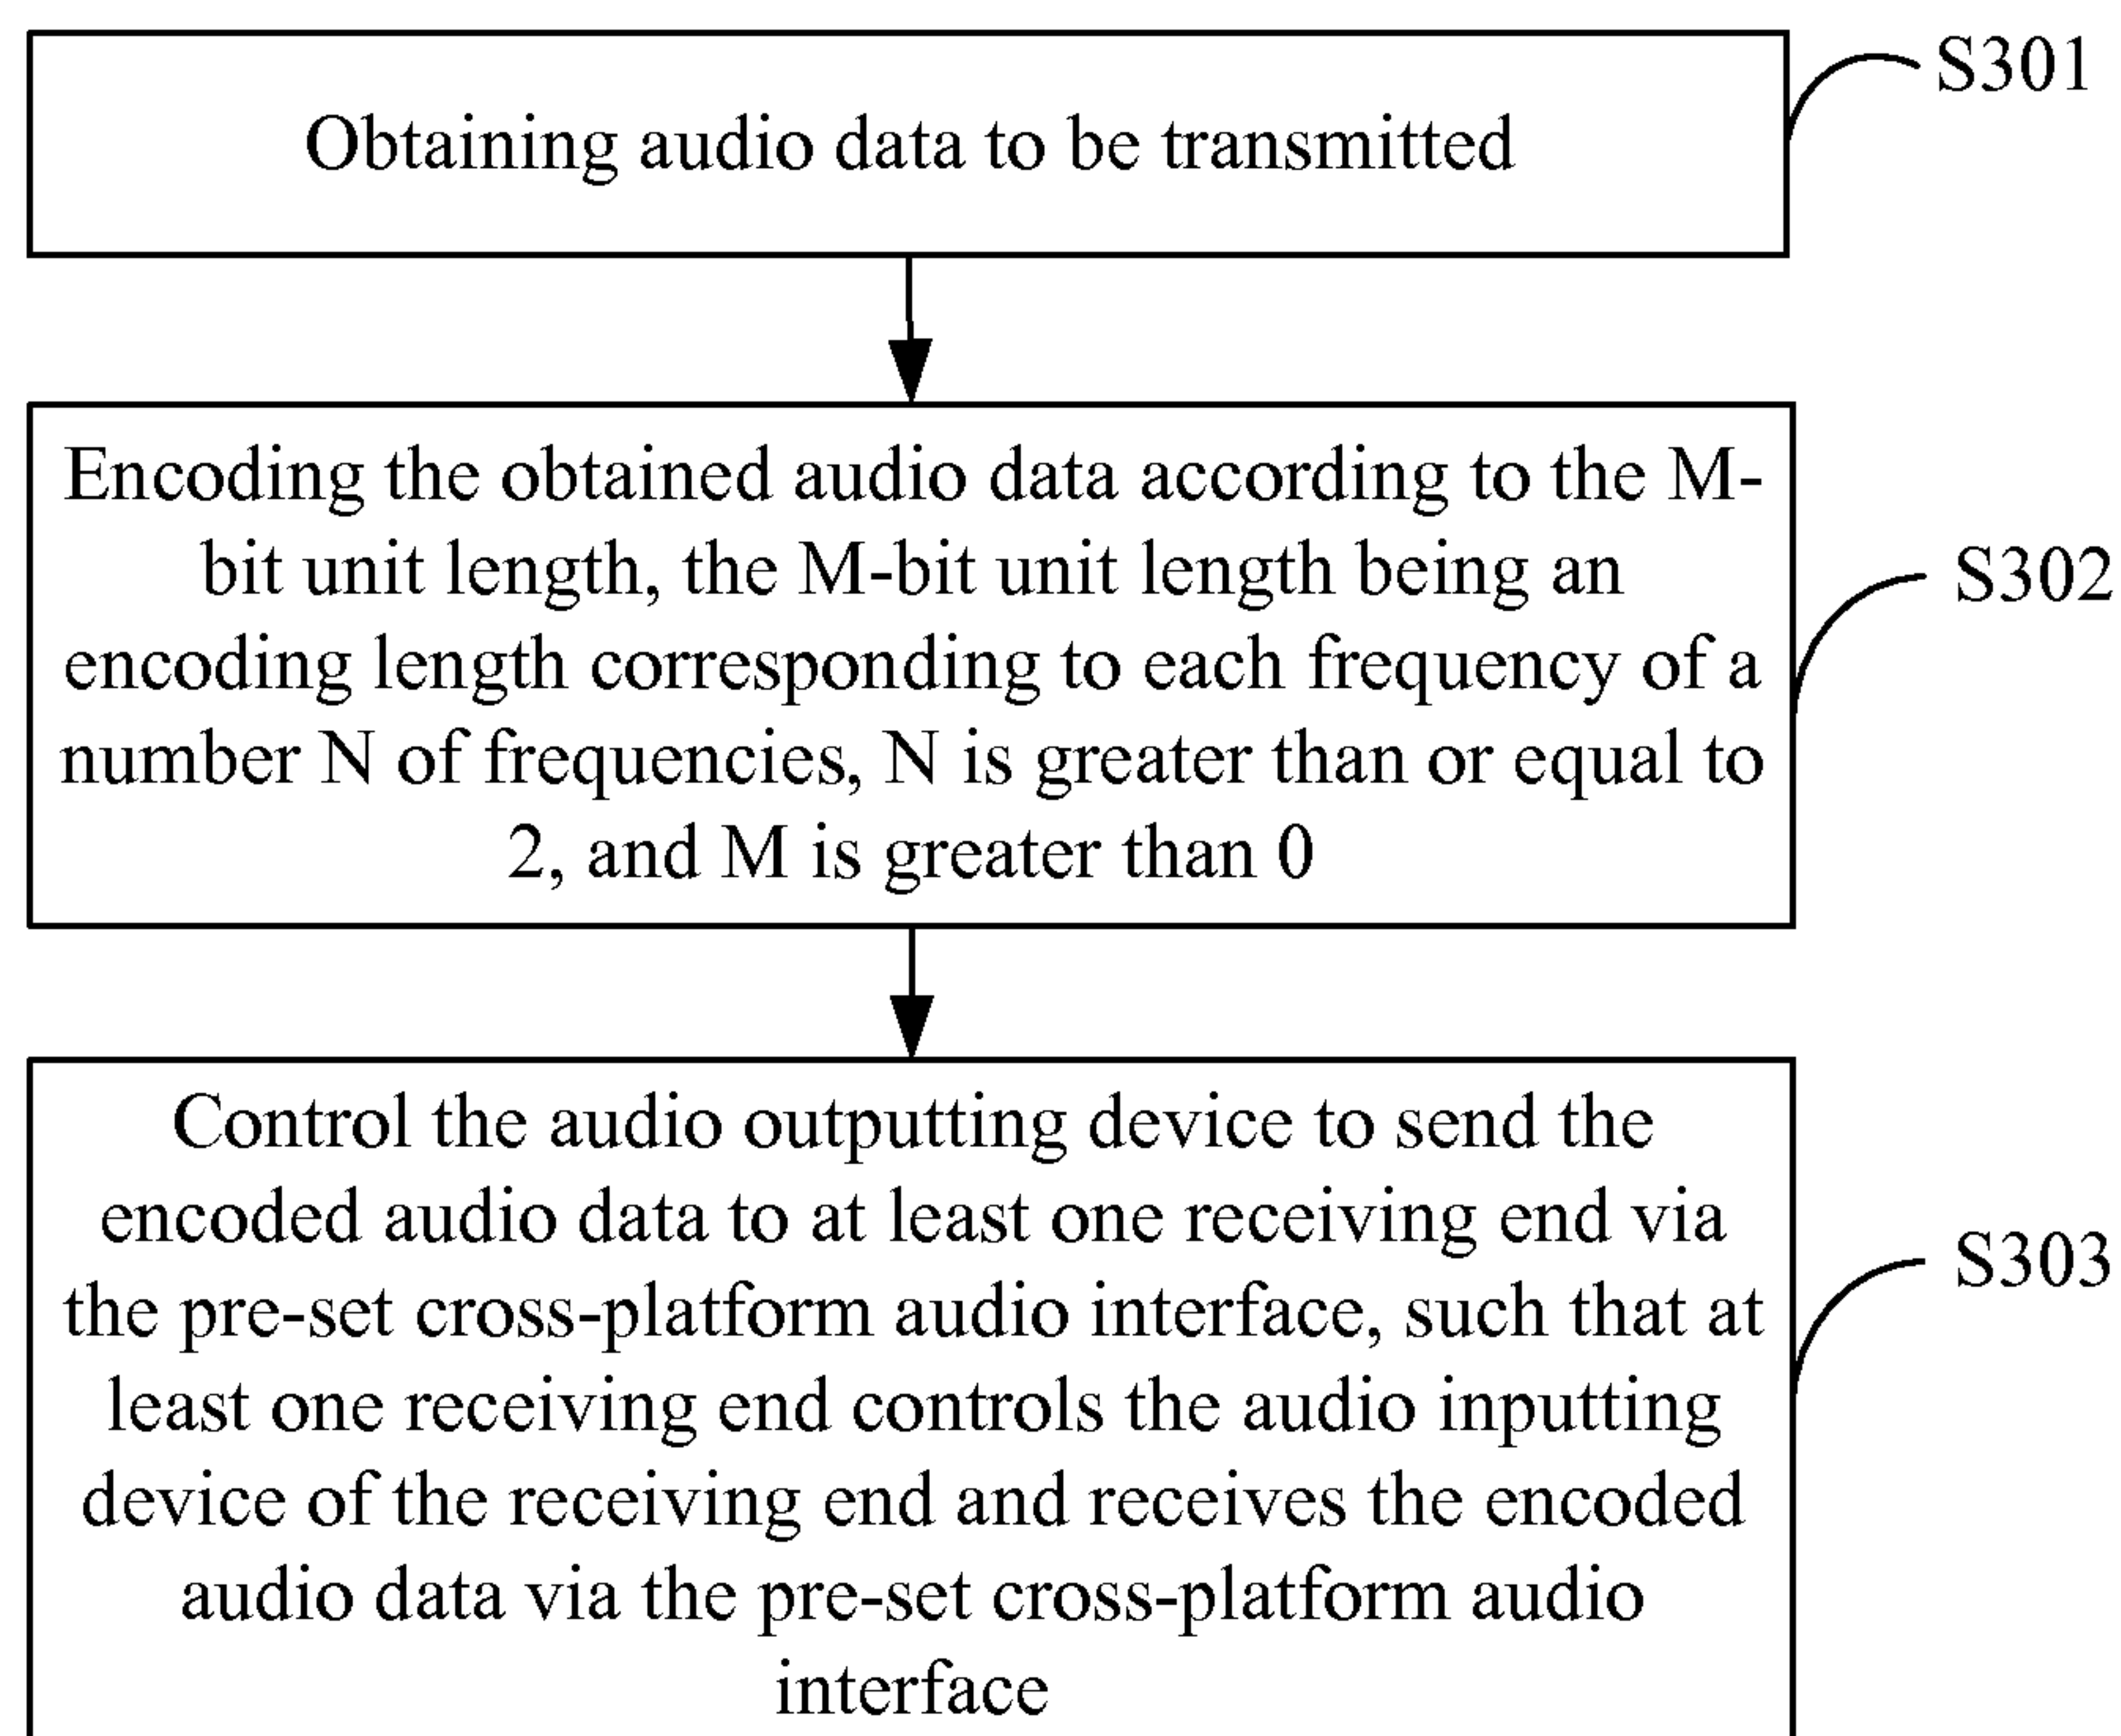 Obtaining audio data to be transmitted
S301
Encoding the obtained audio data according to the M-
bit unit length, the M-bit unit length being an
encoding length corresponding to each frequency of a
number N of frequencies, N is greater than or equal to
2, and M is greater than 0
S302
Control the audio outputting device to send the
encoded audio data to at least one receiving end via
the pre-set cross-platform audio interface, such that at
least one receiving end controls the audio inputting
device of the receiving end and receives the encoded
audio data via the pre-set cross-platform audio
interface
S303